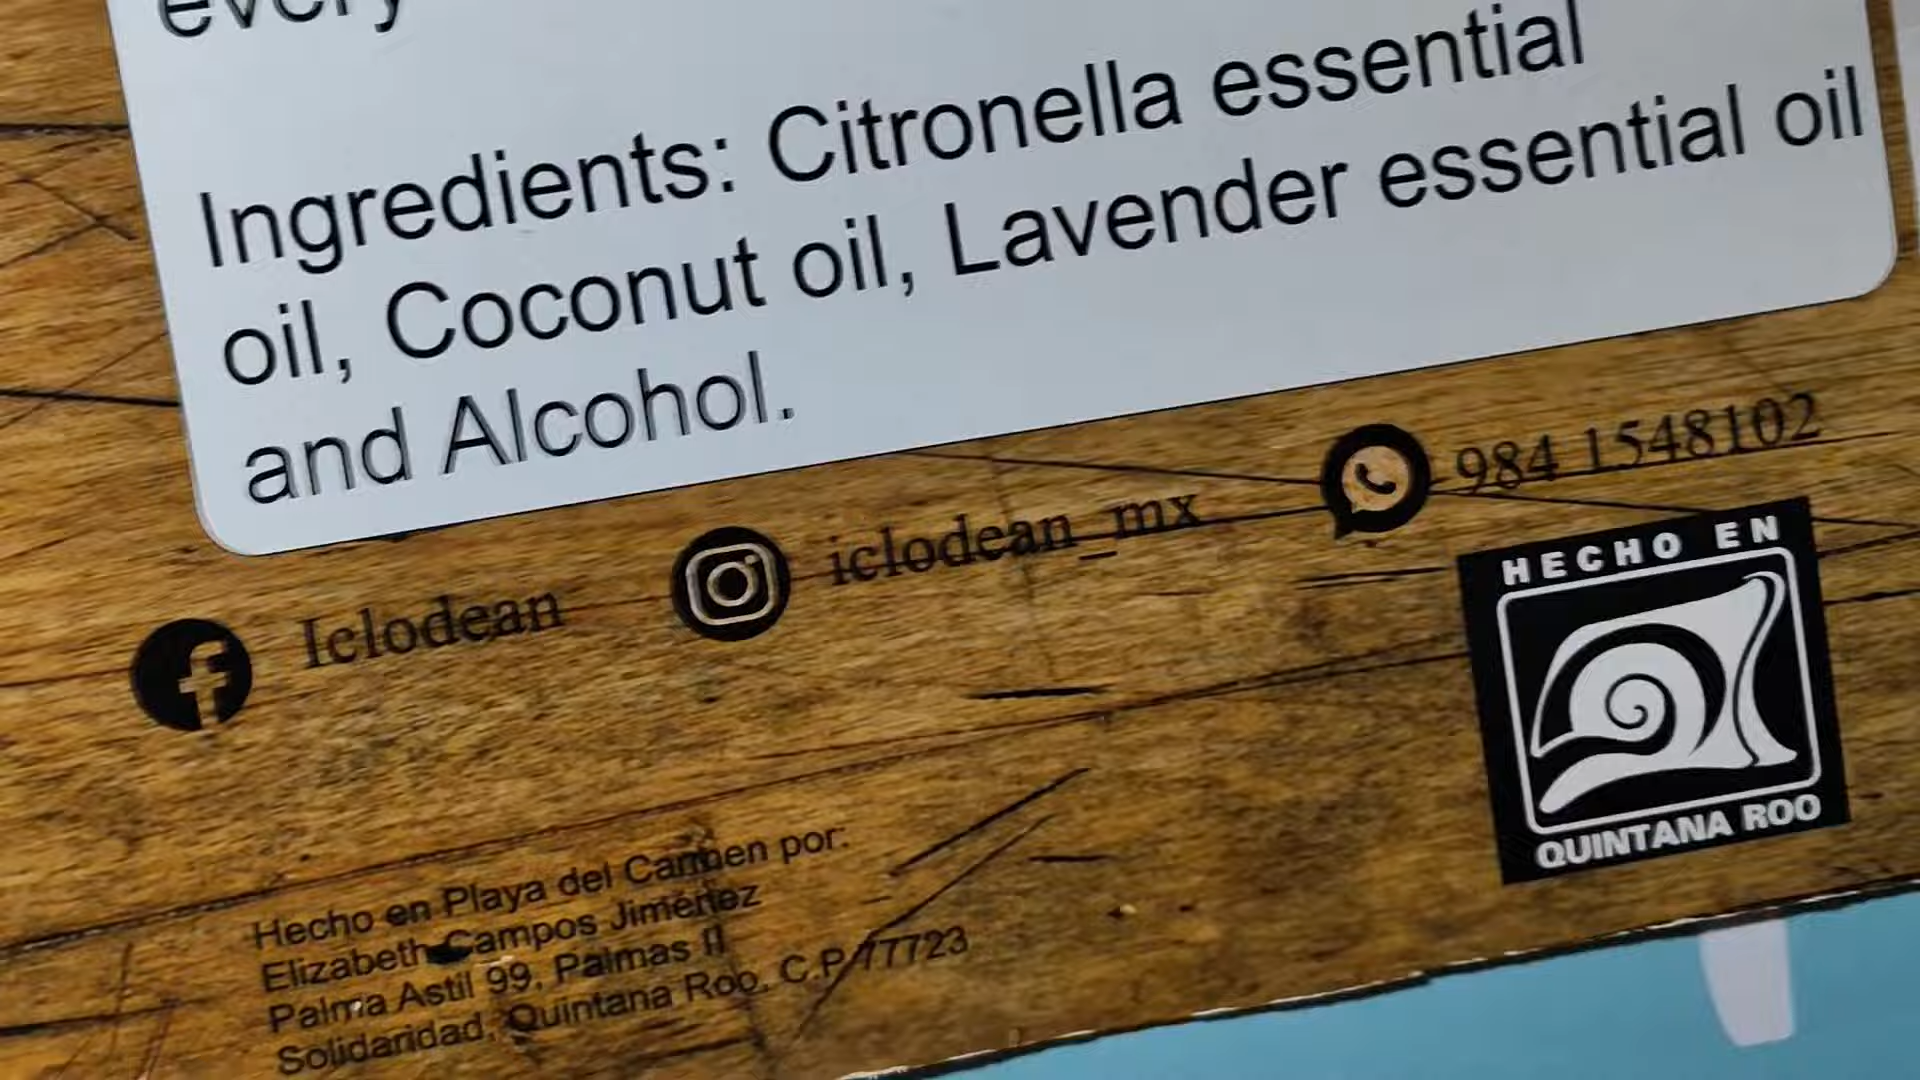 every
Ingredients: Citronella essential
oil, Coconut oil, Lavender essential oil
and Alcohol.
Iclodean
iclodean_mx
984 1548102
HECHO EN
QUINTANA ROO
Hecho en Playa del Carmen por:
Elizabeth Campos Jiménez
Palma Astil 99, Palmas II
Solidaridad, Quintana Roo, C.P 77723